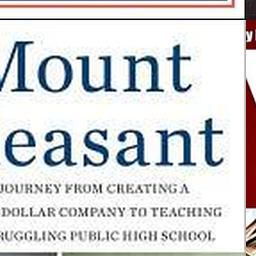 Mount
easant
JOURNEY FROM CREATING A
DOLLAR COMPANY TO TEACHING
RUGGLING PUBLIC HIGH SCHOOL